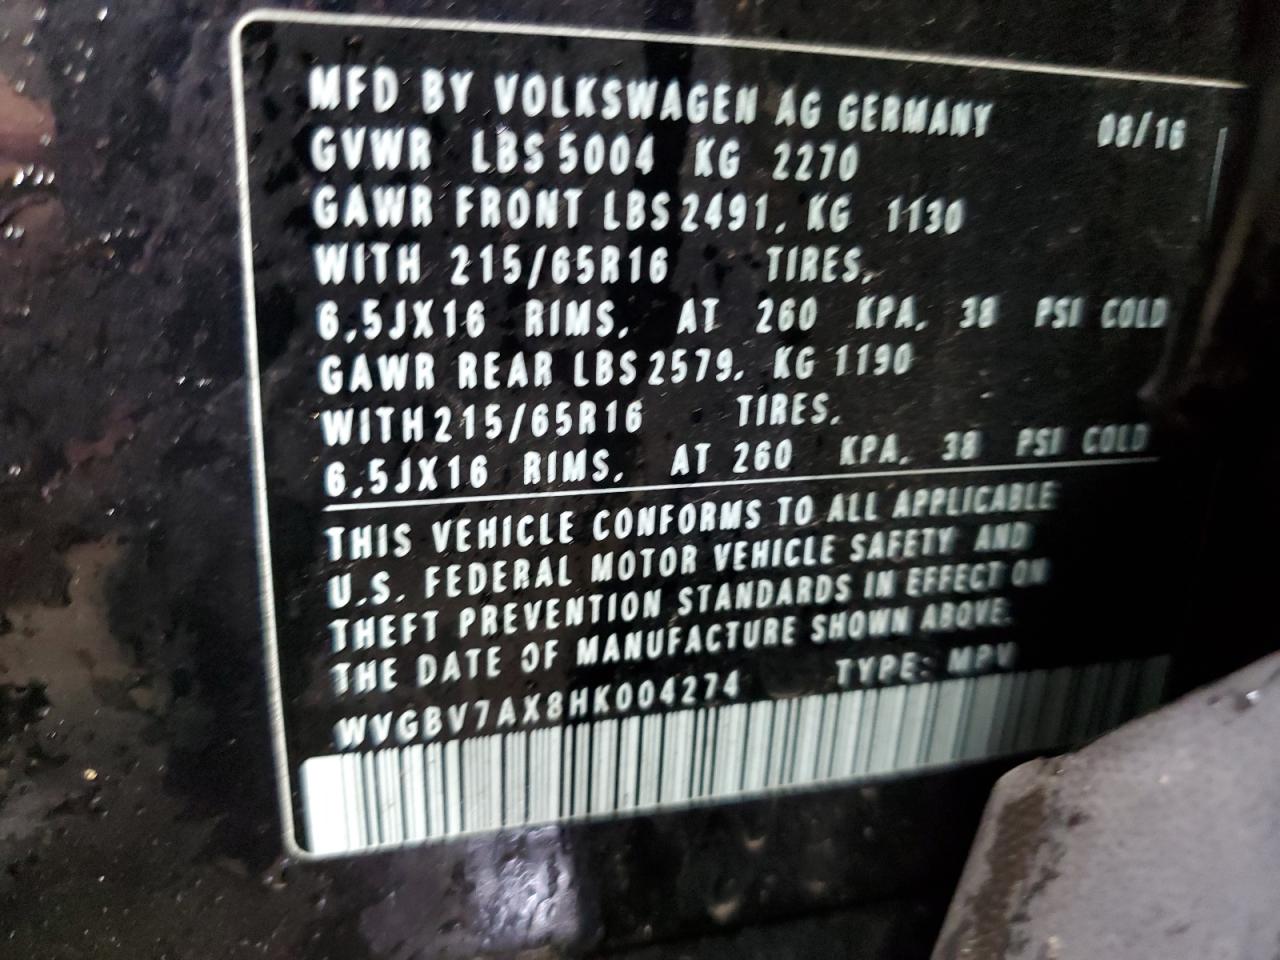 MFD BY VOLKSWAGEN AG GERMANY 08/16
GVWR LBS 5004 KG 2270
GAWR FRONT LBS 2491, KG 1130
WITH 215/65R16 TIRES,
6,5JX16 RIMS, AT 260 KPA, 38 PSI COLD
GAWR REAR LBS 2579, KG 1190
WITH 215/65R16 TIRES,
6,5JX16 RIMS, AT 260 KPA, 38 PSI COLD
THIS VEHICLE CONFORMS TO ALL APPLICABLE
U.S. FEDERAL MOTOR VEHICLE SAFETY AND
THEFT PREVENTION STANDARDS IN EFFECT ON
THE DATE OF MANUFACTURE SHOWN ABOVE.
WVGBV7AX8HK004274 TYPE: MPV